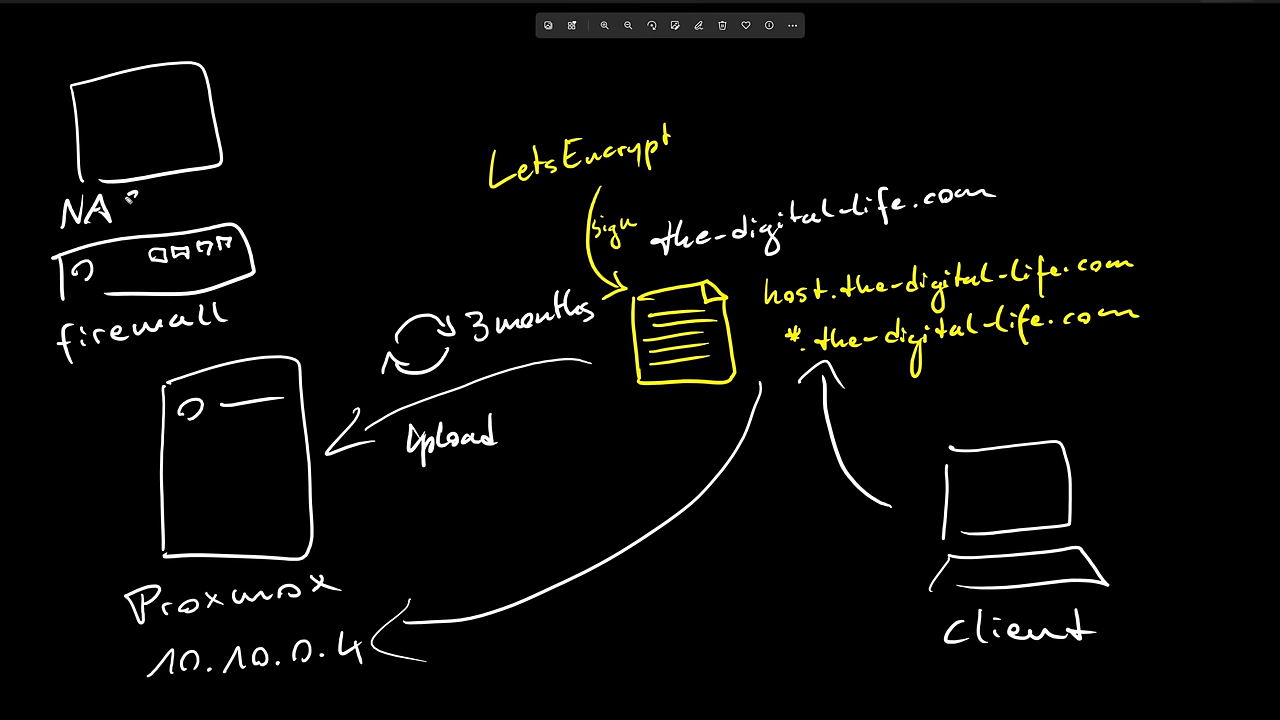 LetsEncrypt
NA
sign
the-digital-life.com
host.the-digital-life.com
*.the-digital-life.com
firewall
3 months
Upload
Proxmox
10.10.0.4
client